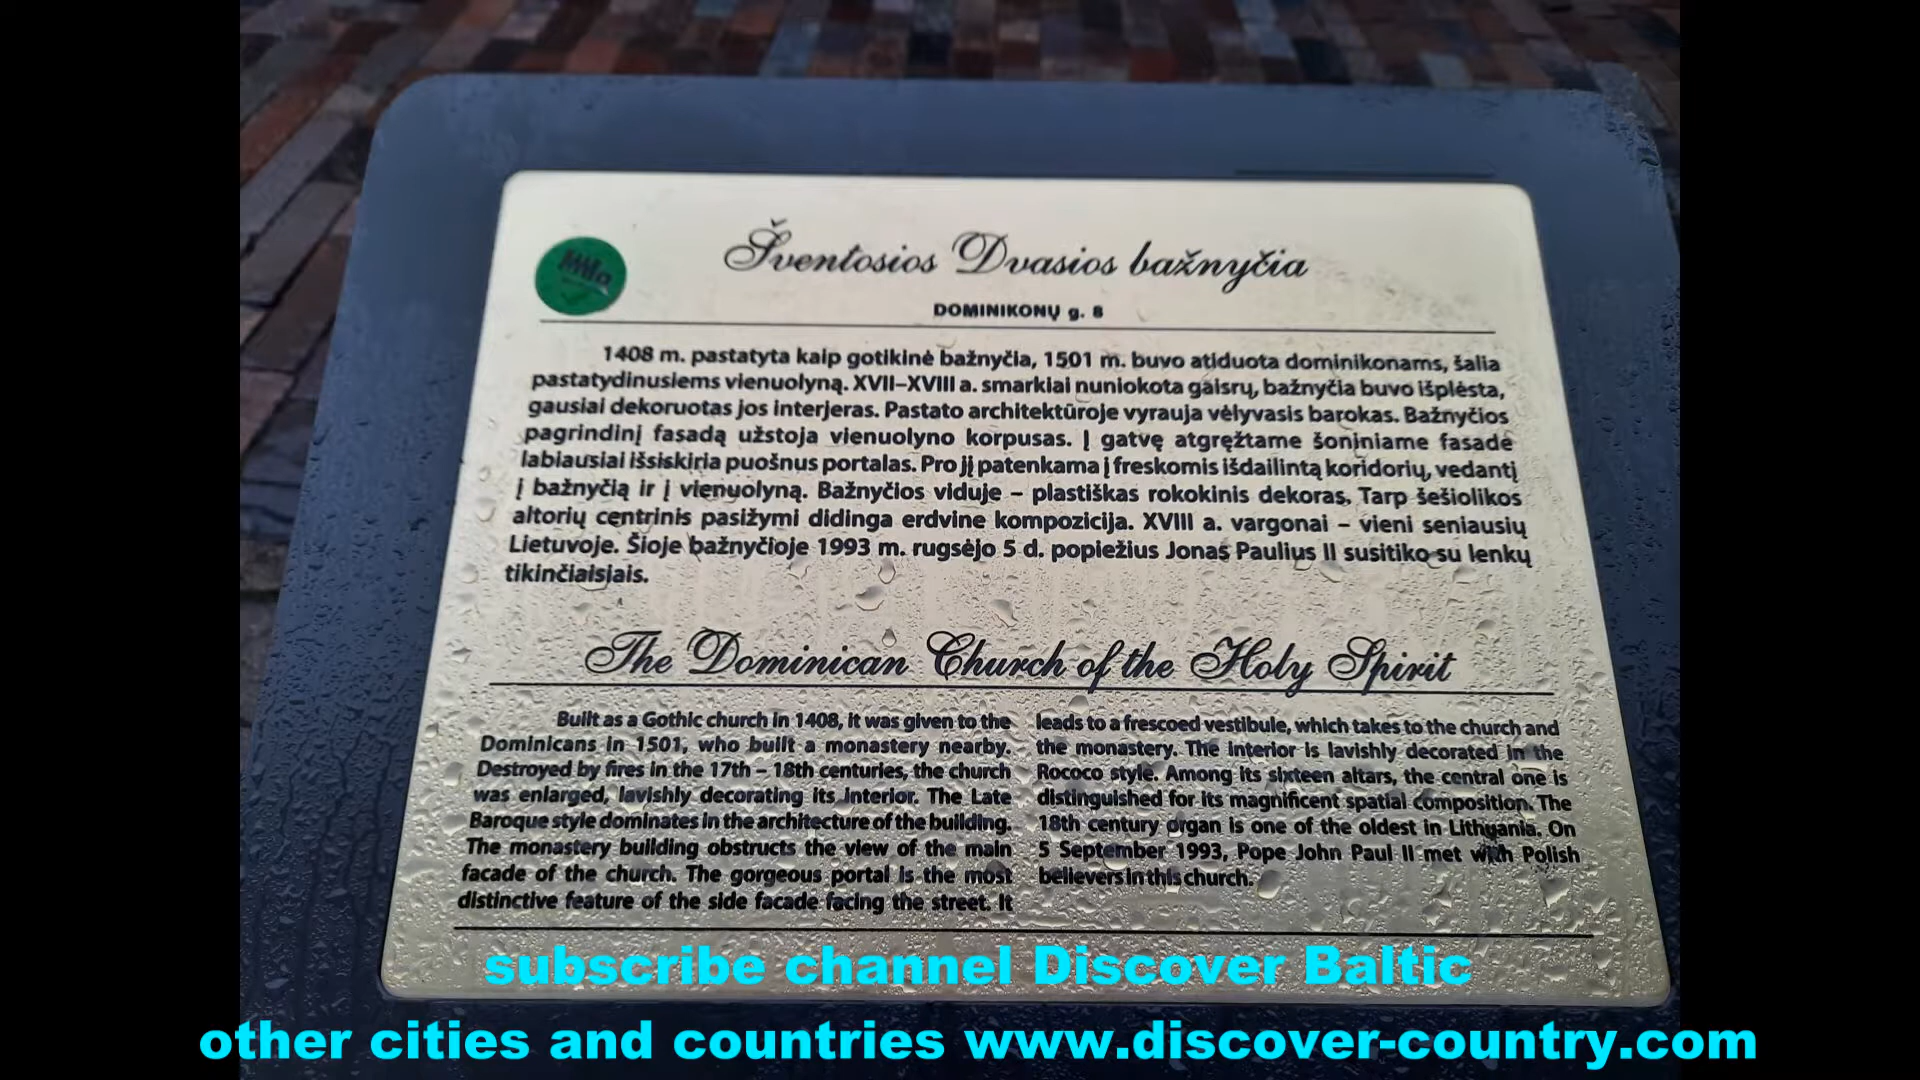 Šventosios Dvasios bažnyčia
DOMINIKONŲ g. 8
1408 m. pastatyta kaip gotikinė bažnyčia, 1501 m. buvo atiduota dominikonams, šalia
pastatydinusiems vienuolyną. XVII–XVIII a. smarkiai nuniokota gaisrų, bažnyčia buvo išplėsta,
gausiai dekoruotas jos interjeras. Pastato architektūroje vyrauja vėlyvasis barokas. Bažnyčios
pagrindinį fasadą užstoja vienuolyno korpusas. Į gatvę atgręžtame šoniniame fasade
labiausiai išsiskiria puošnus portalas. Pro jį patenkama į freskomis išdailintą koridorių, vedantį
į bažnyčią ir į vienuolyną. Bažnyčios viduje – plastiškas rokokinis dekoras. Tarp šešiolikos
altorių centrinis pasižymi didinga erdvine kompozicija. XVIII a. vargonai – vieni seniausių
Lietuvoje. Šioje bažnyčioje 1993 m. rugsėjo 5 d. popiežius Jonas Paulius II susitiko su lenkų
tikinčiaisiais.
The Dominican Church of the Holy Spirit
Built as a Gothic church in 1408, it was given to the
Dominicans in 1501, who built a monastery nearby.
Destroyed by fires in the 17th – 18th centuries, the church
was enlarged, lavishly decorating its interior. The Late
Baroque style dominates in the architecture of the building.
The monastery building obstructs the view of the main
facade of the church. The gorgeous portal is the most
distinctive feature of the side facade facing the street. It
leads to a frescoed vestibule, which takes to the church and
the monastery. The interior is lavishly decorated in the
Rococo style. Among its sixteen altars, the central one is
distinguished for its magnificent spatial composition. The
18th century organ is one of the oldest in Lithuania. On
5 September 1993, Pope John Paul II met with Polish
believers in this church.
subscribe channel Discover Baltic
other cities and countries www.discover-country.com